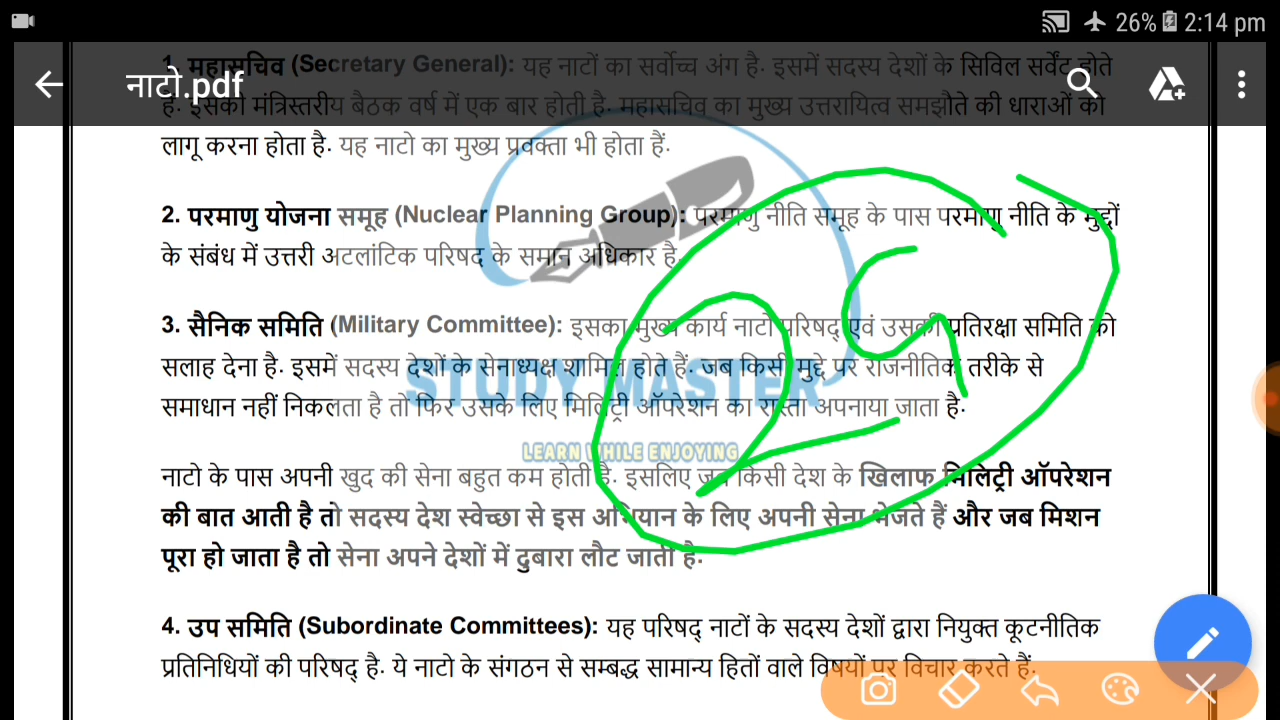 26% 2:14 pm
नाटो.pdf
1. महासचिव (Secretary General): यह नाटों का सर्वोच्च अंग है. इसमें सदस्य देशों के सिविल सर्वेंट होते
है. इसकी मंत्रिस्तरीय बैठक वर्ष में एक बार होती है. महासचिव का मुख्य उत्तरायित्व समझौते की धाराओं को
लागू करना होता है. यह नाटो का मुख्य प्रवक्ता भी होता हैं.
2. परमाणु योजना समूह (Nuclear Planning Group): परमाणु नीति समूह के पास परमाणु नीति के मुद्दों
के संबंध में उत्तरी अटलांटिक परिषद के समान अधिकार है.
3. सैनिक समिति (Military Committee): इसका मुख्य कार्य नाटो परिषद् एवं उसकी प्रतिरक्षा समिति को
सलाह देना है. इसमें सदस्य देशों के सेनाध्यक्ष शामिल होते हैं. जब किसी मुद्दे पर राजनीतिक तरीके से
समाधान नहीं निकलता है तो फिर उसके लिए मिलिट्री ऑपरेशन का रास्ता अपनाया जाता है.
STUDY MASTER
LEARN WHILE ENJOYING
29
नाटो के पास अपनी खुद की सेना बहुत कम होती है. इसलिए जब किसी देश के खिलाफ मिलिट्री ऑपरेशन
की बात आती है तो सदस्य देश स्वेच्छा से इस अभियान के लिए अपनी सेना भेजते हैं और जब मिशन
पूरा हो जाता है तो सेना अपने देशों में दुबारा लौट जाती है.
4. उप समिति (Subordinate Committees): यह परिषद् नाटों के सदस्य देशों द्वारा नियुक्त कूटनीतिक
प्रतिनिधियों की परिषद् है. ये नाटो के संगठन से सम्बद्ध सामान्य हितों वाले विषयों पर विचार करते हैं.